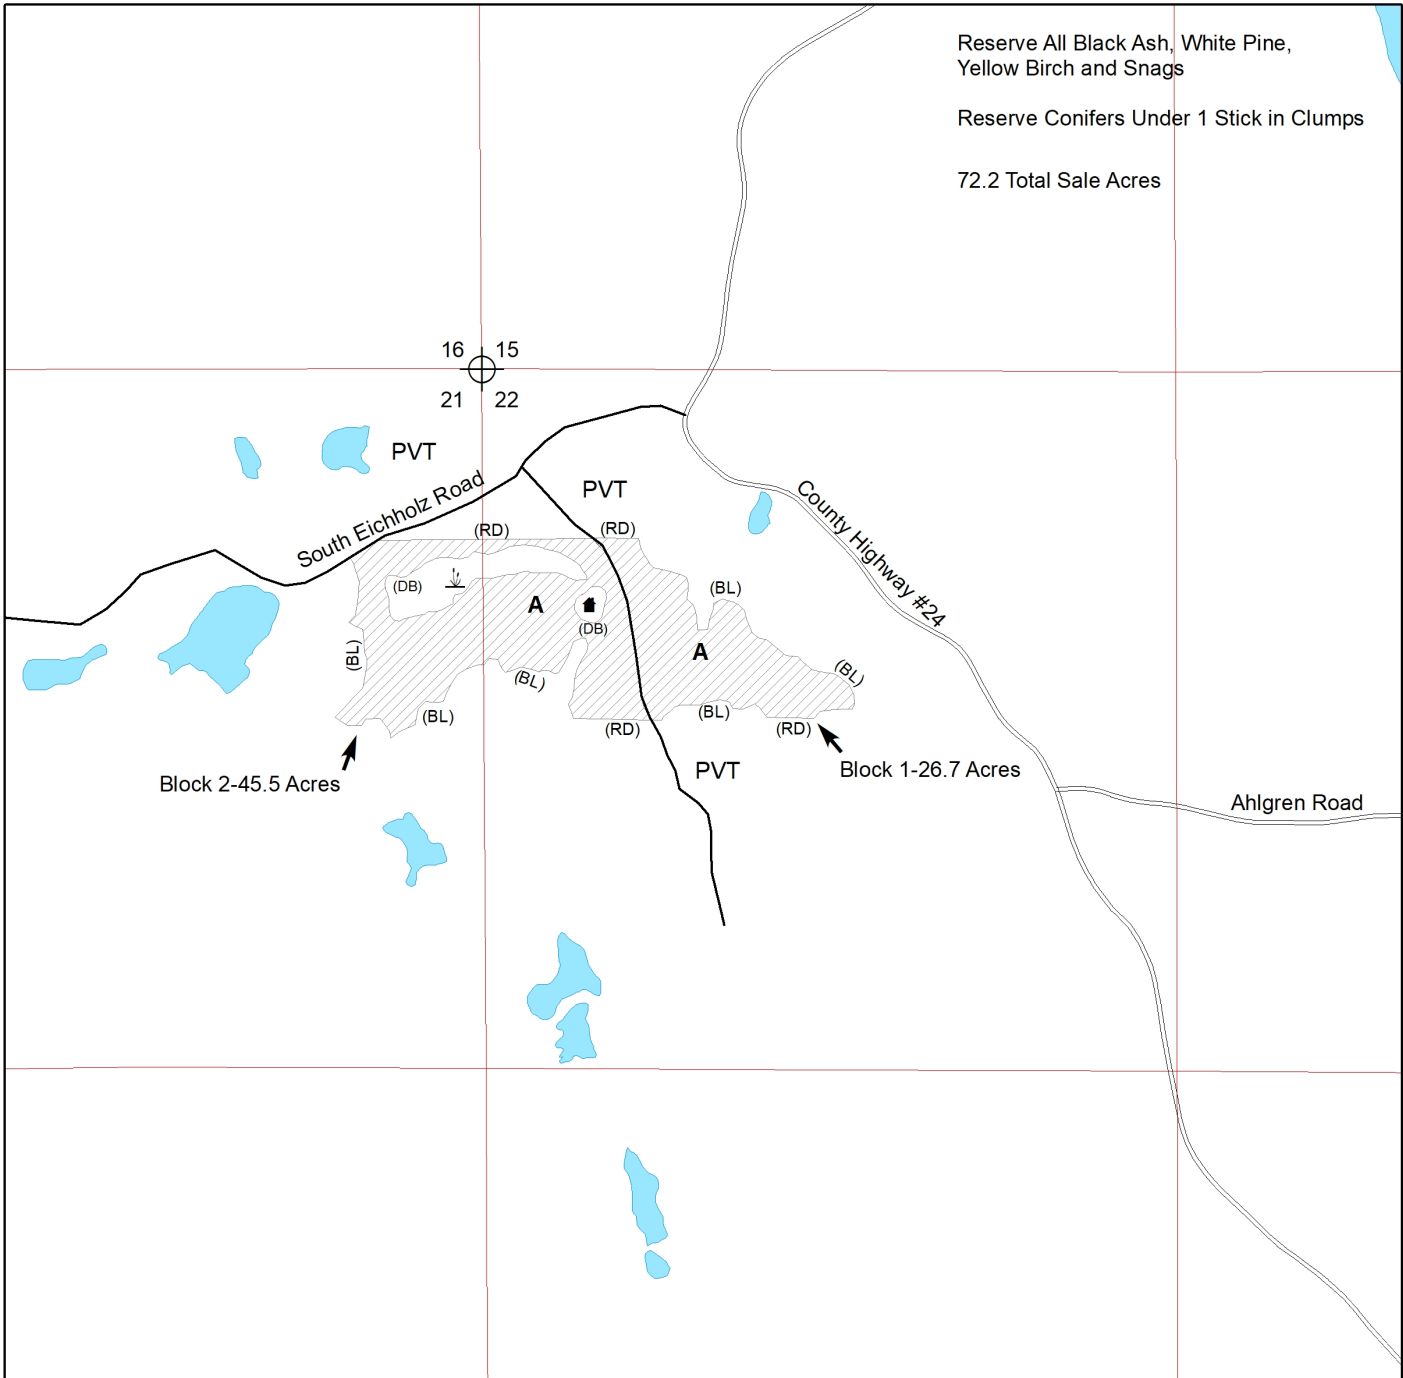 Reserve All Black Ash, White Pine,
Yellow Birch and Snags
Reserve Conifers Under 1 Stick in Clumps
72.2 Total Sale Acres
16 15
21 22
PVT
South Eichholz Road
PVT
County Highway #24
(RD)
(RD)
(DB)
A
(DB)
(BL)
(BL)
A
(BL)
(BL)
(BL)
(BL)
(RD)
(RD)
Block 2-45.5 Acres
PVT
Block 1-26.7 Acres
Ahlgren Road